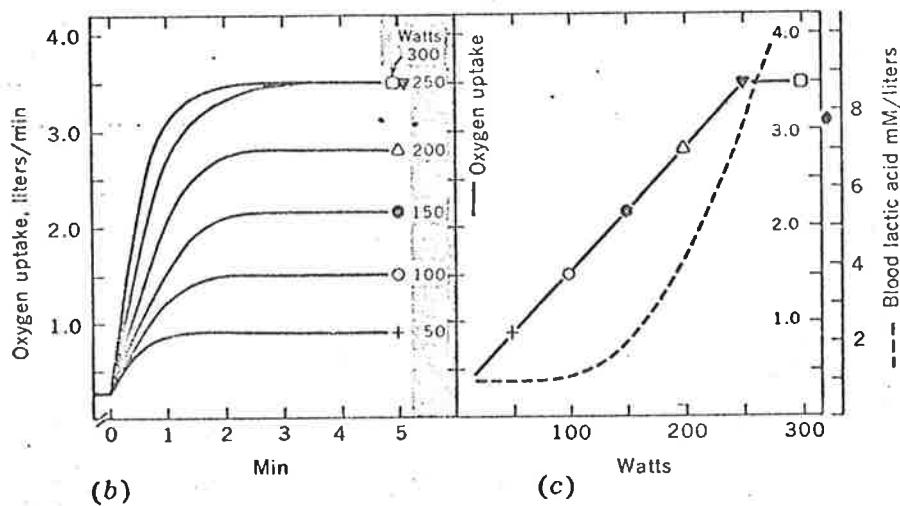 Oxygen uptake, liters/min
4.0
3.0
2.0
1.0
0 1 2 3 4 5
Min
(b)
Watts
300
250
200
150
100
50
Oxygen uptake
100 200 300
Watts
(c)
4.0
3.0
2.0
1.0
8
7
6
4
2
Blood lactic acid mM/liters